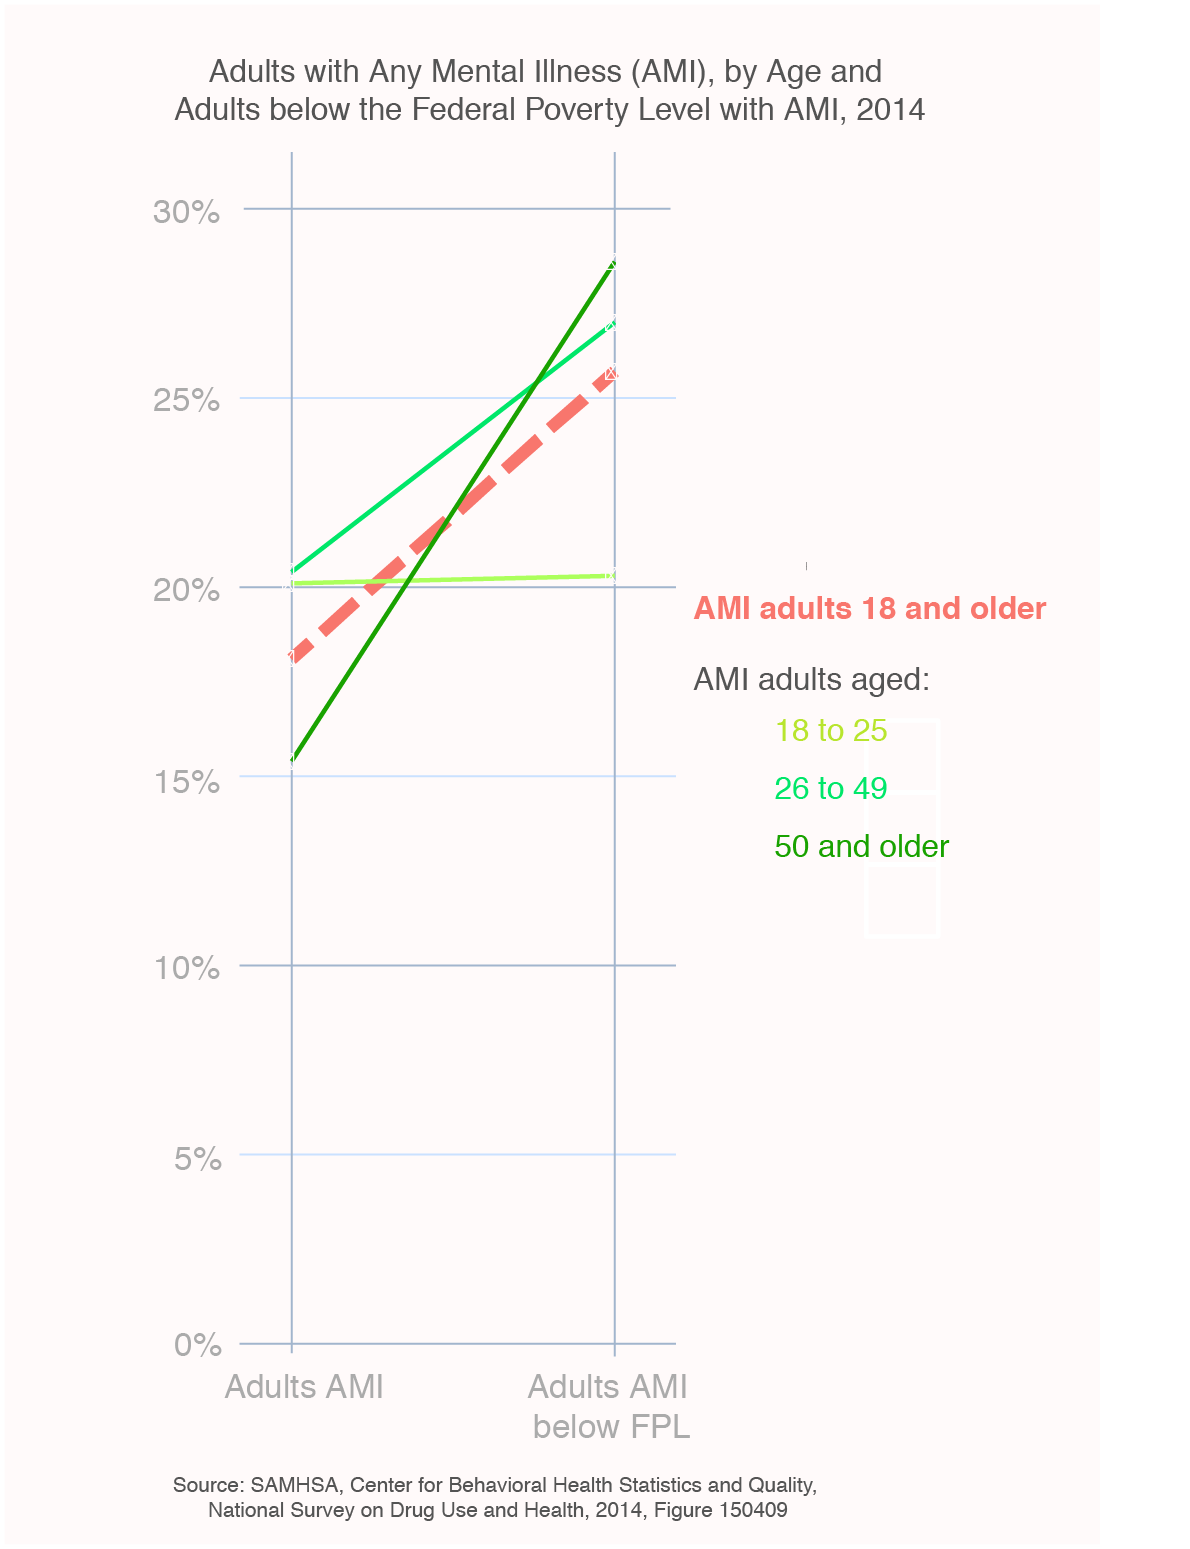 Adults with Any Mental Illness (AMI), by Age and
Adults below the Federal Poverty Level with AMI, 2014
30%
25%
20%
15%
10%
5%
0%
AMI adults 18 and older
AMI adults aged:
18 to 25
26 to 49
50 and older
Adults AMI
Adults AMI
below FPL
Source: SAMHSA, Center for Behavioral Health Statistics and Quality,
National Survey on Drug Use and Health, 2014, Figure 150409